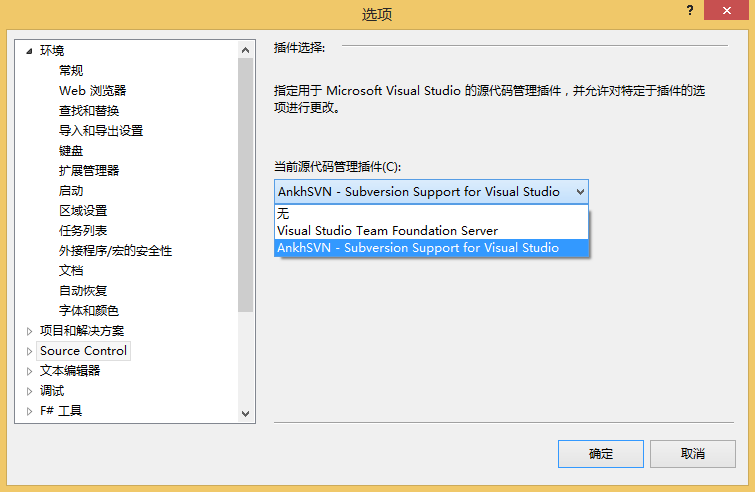 选项
环境
常规
Web 浏览器
查找和替换
导入和导出设置
键盘
扩展管理器
启动
区域设置
任务列表
外接程序/宏的安全性
文档
自动恢复
字体和颜色
项目和解决方案
Source Control
文本编辑器
调试
F# 工具
插件选择:
指定用于 Microsoft Visual Studio 的源代码管理插件，并允许对特定于插件的选
项进行更改。
当前源代码管理插件(C):
AnkhSVN - Subversion Support for Visual Studio
无
Visual Studio Team Foundation Server
AnkhSVN - Subversion Support for Visual Studio
确定
取消